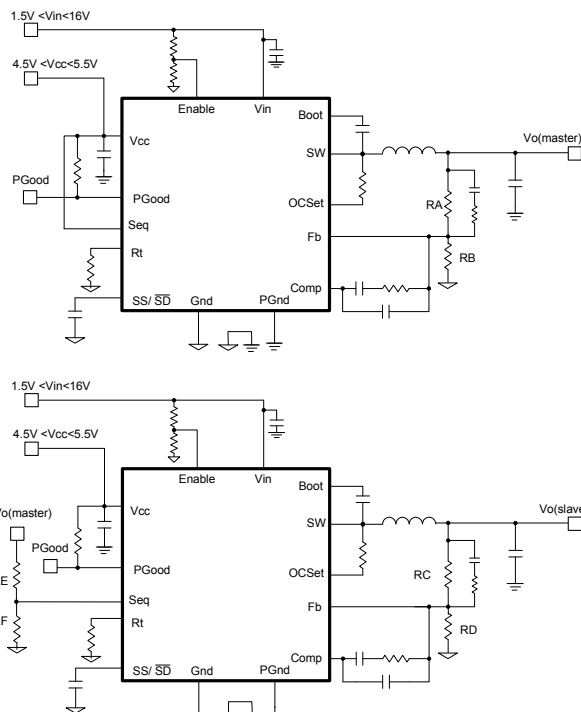 1.5V <Vin<16V
4.5V <Vcc<5.5V
Enable Vin
Boot
Vcc
Vo(master)
SW
PGood
PGood
OCSet
RA
Seq
Fb
Rt
RB
Comp
SS/ SD Gnd PGnd
1.5V <Vin<16V
4.5V <Vcc<5.5V
Enable Vin
Boot
Vo(master)
Vcc
Vo(slave
SW
PGood
PGood
OCSet
RC
E
Seq
Fb
F
Rt
RD
Comp
SS/ SD Gnd PGnd